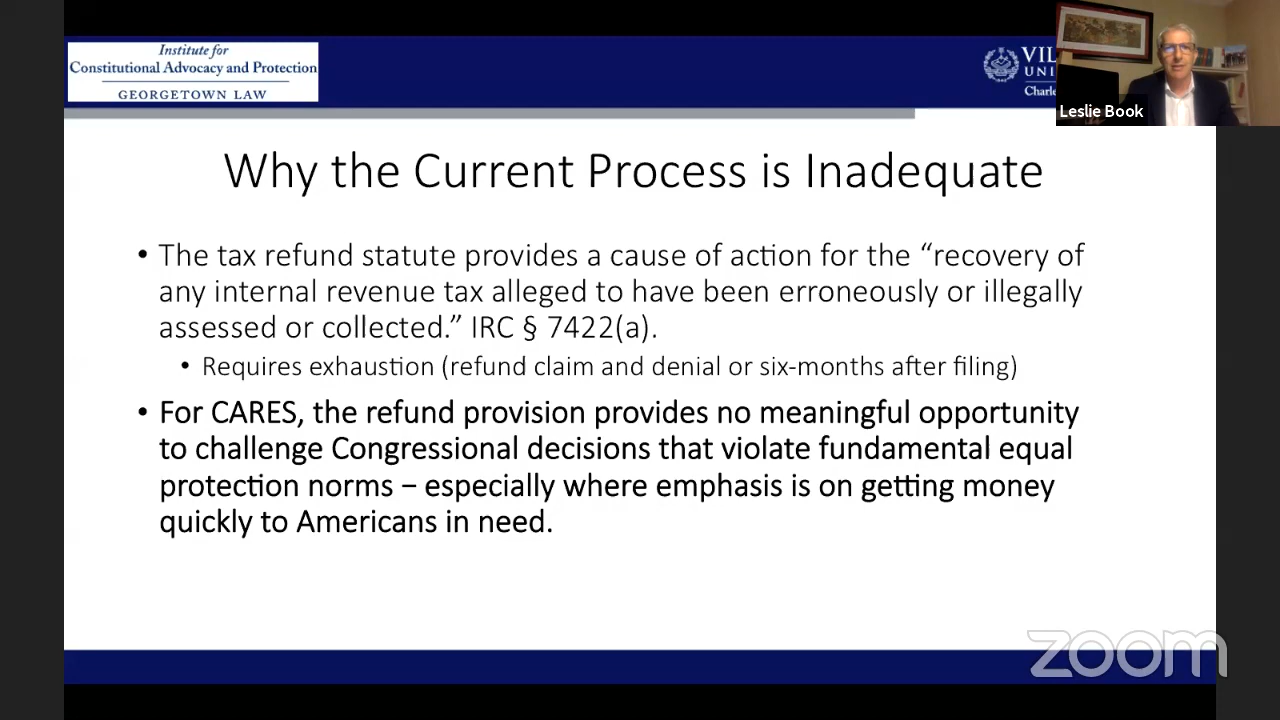 Institute for
Constitutional Advocacy and Protection
GEORGETOWN LAW
Leslie Book
Why the Current Process is Inadequate
• The tax refund statute provides a cause of action for the “recovery of
any internal revenue tax alleged to have been erroneously or illegally
assessed or collected.” IRC § 7422(a).
• Requires exhaustion (refund claim and denial or six-months after filing)
• For CARES, the refund provision provides no meaningful opportunity
to challenge Congressional decisions that violate fundamental equal
protection norms – especially where emphasis is on getting money
quickly to Americans in need.
zoom